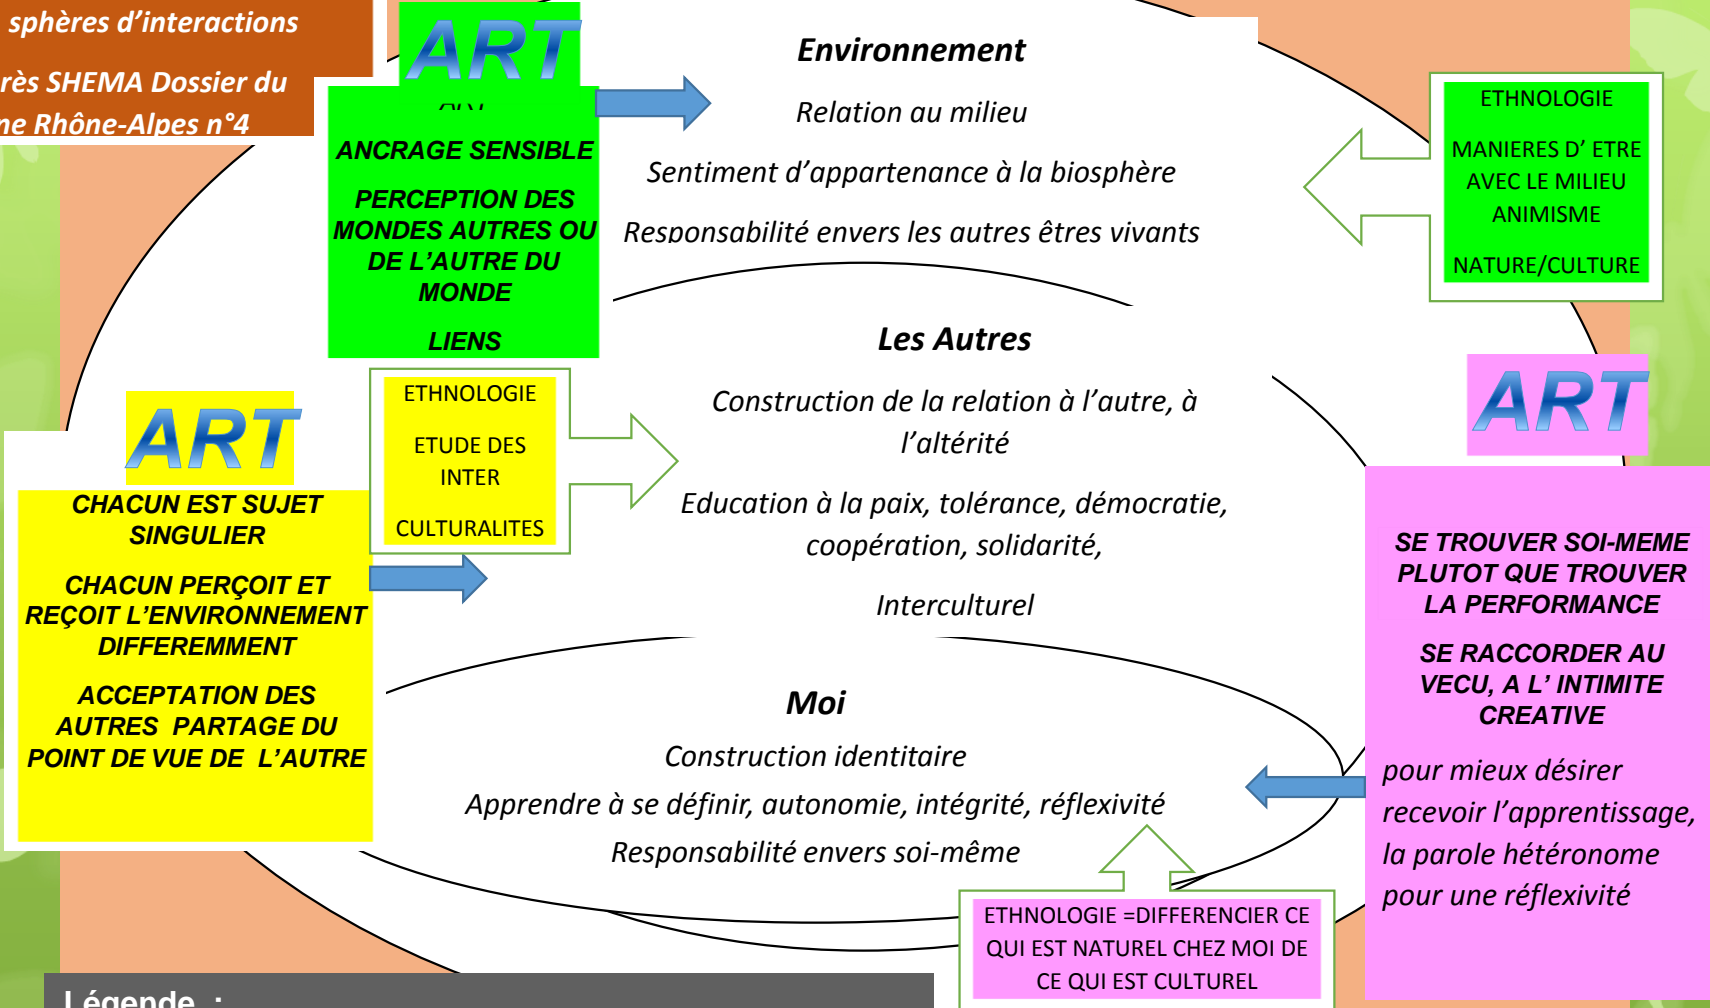 sphères d’interactions
SHEMA Dossier du
Rhône-Alpes n°4
ART
ANCRAGE SENSIBLE
PERCEPTION DES
MONDES AUTRES OU
DE L’AUTRE DU
MONDE
LIENS
Environnement
Relation au milieu
Sentiment d’appartenance à la biosphère
Responsabilité envers les autres êtres vivants
ETHNOLOGIE
MANIERES D’ ETRE
AVEC LE MILIEU
ANIMISME
NATURE/CULTURE
Les Autres
Construction de la relation à l’autre, à
l’altérité
Education à la paix, tolérance, démocratie,
coopération, solidarité,
Interculturel
ETHNOLOGIE
ETUDE DES
INTER
CULTURALITES
ART
CHACUN EST SUJET
SINGULIER
CHACUN PERÇOIT ET
REÇOIT L’ENVIRONNEMENT
DIFFEREMMENT
ACCEPTATION DES
AUTRES PARTAGE DU
POINT DE VUE DE L’AUTRE
ART
SE TROUVER SOI-MEME
PLUTOT QUE TROUVER
LA PERFORMANCE
SE RACCORDER AU
VECU, A L’ INTIMITE
CREATIVE
pour mieux désirer
recevoir l’apprentissage,
la parole hétéronome
pour une réflexivité
Moi
Construction identitaire
Apprendre à se définir, autonomie, intégrité, réflexivité
Responsabilité envers soi-même
ETHNOLOGIE =DIFFERENCIER CE
QUI EST NATUREL CHEZ MOI DE
CE QUI EST CULTUREL
Légende :